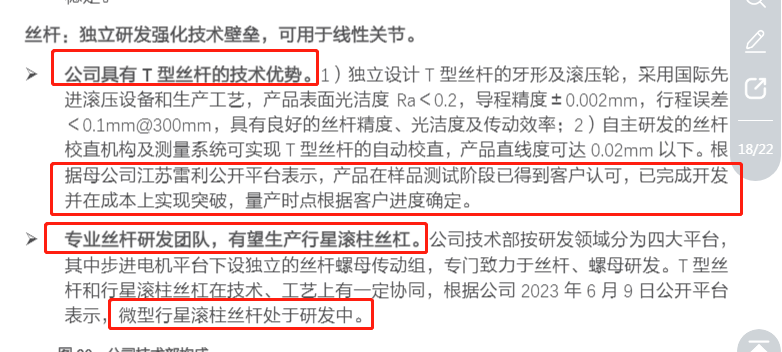 丝杆：独立研发强化技术壁垒，可用于线性关节。
➢ 公司具有 T 型丝杆的技术优势。1）独立设计 T 型丝杆的牙形及滚压轮，采用国际先
进滚压设备和生产工艺，产品表面光洁度 Ra＜0.2，导程精度±0.002mm，行程误差
＜0.1mm@300mm，具有良好的丝杆精度、光洁度及传动效率；2）自主研发的丝杆
校直机构及测量系统可实现 T 型丝杆的自动校直，产品直线度可达 0.02mm 以下。根
据母公司江苏雷利公开平台表示，产品在样品测试阶段已得到客户认可，已完成开发
并在成本上实现突破，量产时点根据客户进度确定。
➢ 专业丝杆研发团队，有望生产行星滚柱丝杠。公司技术部按研发领域分为四大平台，
其中步进电机平台下设独立的丝杆螺母传动组，专门致力于丝杆、螺母研发。T 型丝
杆和行星滚柱丝杠在技术、工艺上有一定协同，根据公司 2023 年 6 月 9 日公开平台
表示，微型行星滚柱丝杆处于研发中。
18/22